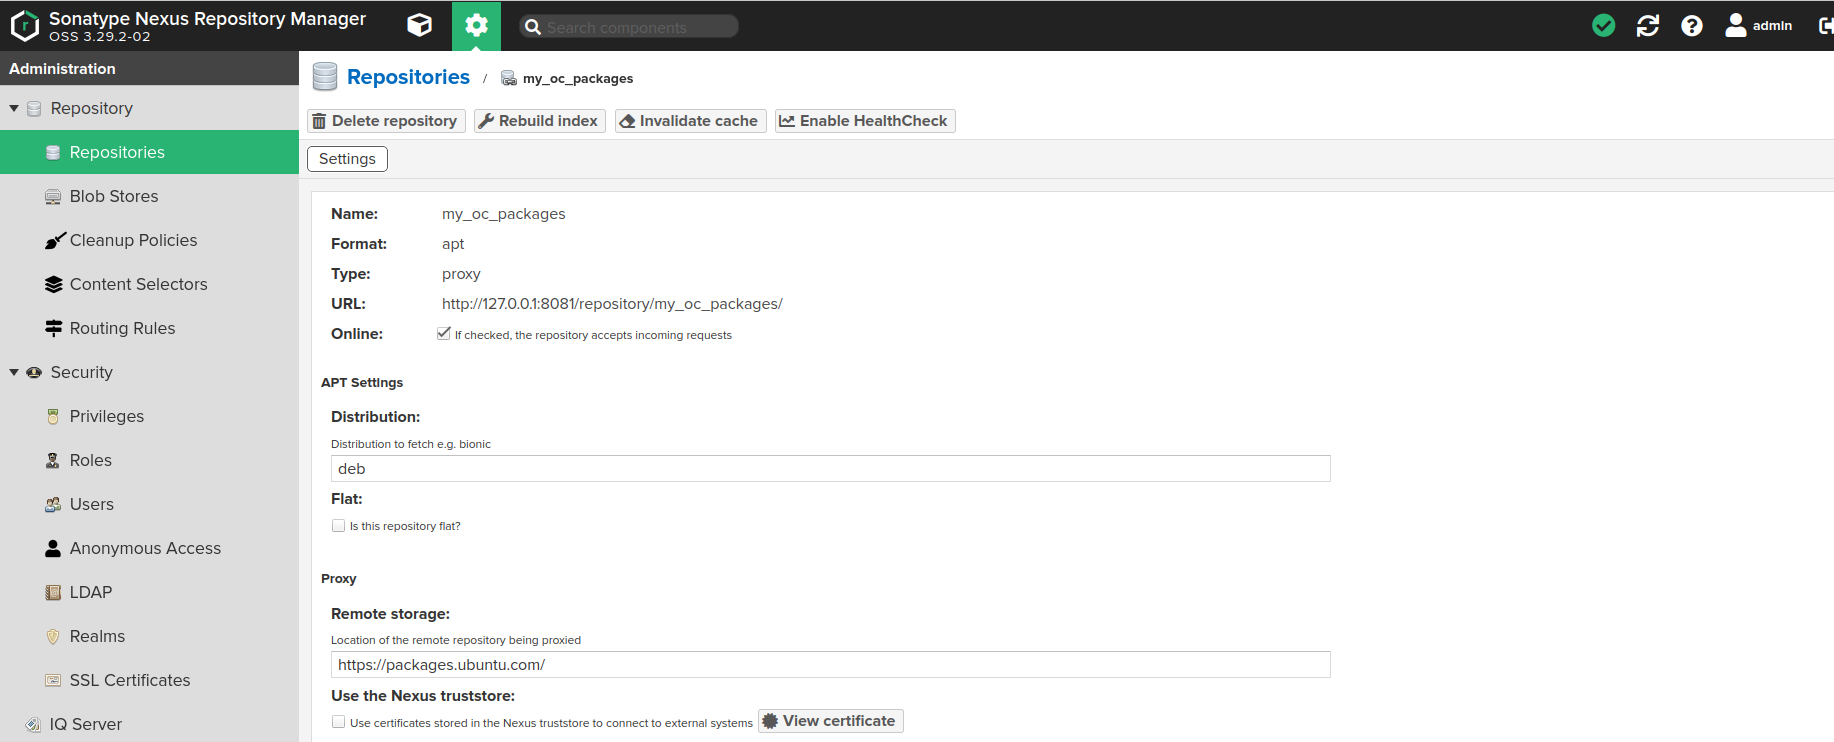 Sonatype Nexus Repository Manager
OSS 3.29.2-02
Search components
admin
Administration
Repository
Repositories
Blob Stores
Cleanup Policies
Content Selectors
Routing Rules
Security
Privileges
Roles
Users
Anonymous Access
LDAP
Realms
SSL Certificates
IQ Server
Repositories / my_oc_packages
Delete repository Rebuild index Invalidate cache Enable HealthCheck
Settings
Name: my_oc_packages
Format: apt
Type: proxy
URL: http://127.0.0.1:8081/repository/my_oc_packages/
Online: If checked, the repository accepts incoming requests
APT Settings
Distribution:
Distribution to fetch e.g. bionic
deb
Flat:
Is this repository flat?
Proxy
Remote storage:
Location of the remote repository being proxied
https://packages.ubuntu.com/
Use the Nexus truststore:
Use certificates stored in the Nexus truststore to connect to external systems View certificate